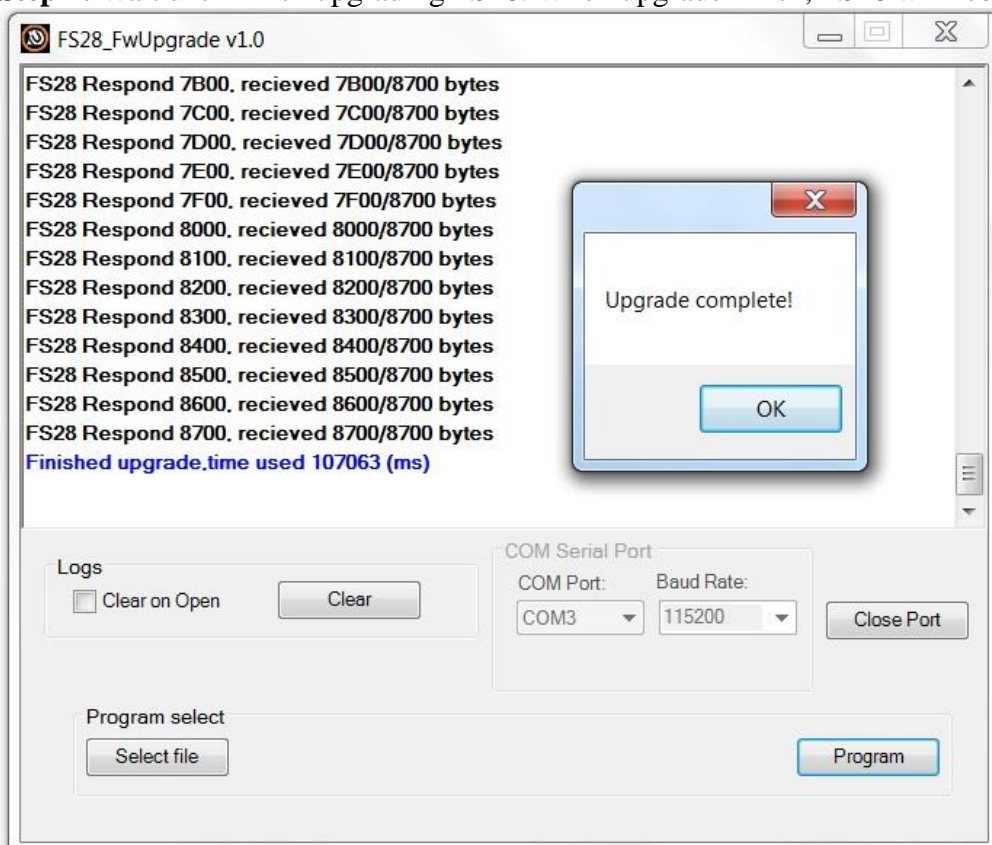 FS28_FwUpgrade v1.0
FS28 Respond 7B00, recieved 7B00/8700 bytes
FS28 Respond 7C00, recieved 7C00/8700 bytes
FS28 Respond 7D00, recieved 7D00/8700 bytes
FS28 Respond 7E00, recieved 7E00/8700 bytes
FS28 Respond 7F00, recieved 7F00/8700 bytes
FS28 Respond 8000, recieved 8000/8700 bytes
FS28 Respond 8100, recieved 8100/8700 bytes
FS28 Respond 8200, recieved 8200/8700 bytes
FS28 Respond 8300, recieved 8300/8700 bytes
FS28 Respond 8400, recieved 8400/8700 bytes
FS28 Respond 8500, recieved 8500/8700 bytes
FS28 Respond 8600, recieved 8600/8700 bytes
FS28 Respond 8700, recieved 8700/8700 bytes
Finished upgrade,time used 107063 (ms)
Upgrade complete!
OK
Logs
Clear on Open
Clear
COM Serial Port
COM Port:
Baud Rate:
COM3
115200
Close Port
Program select
Select file
Program